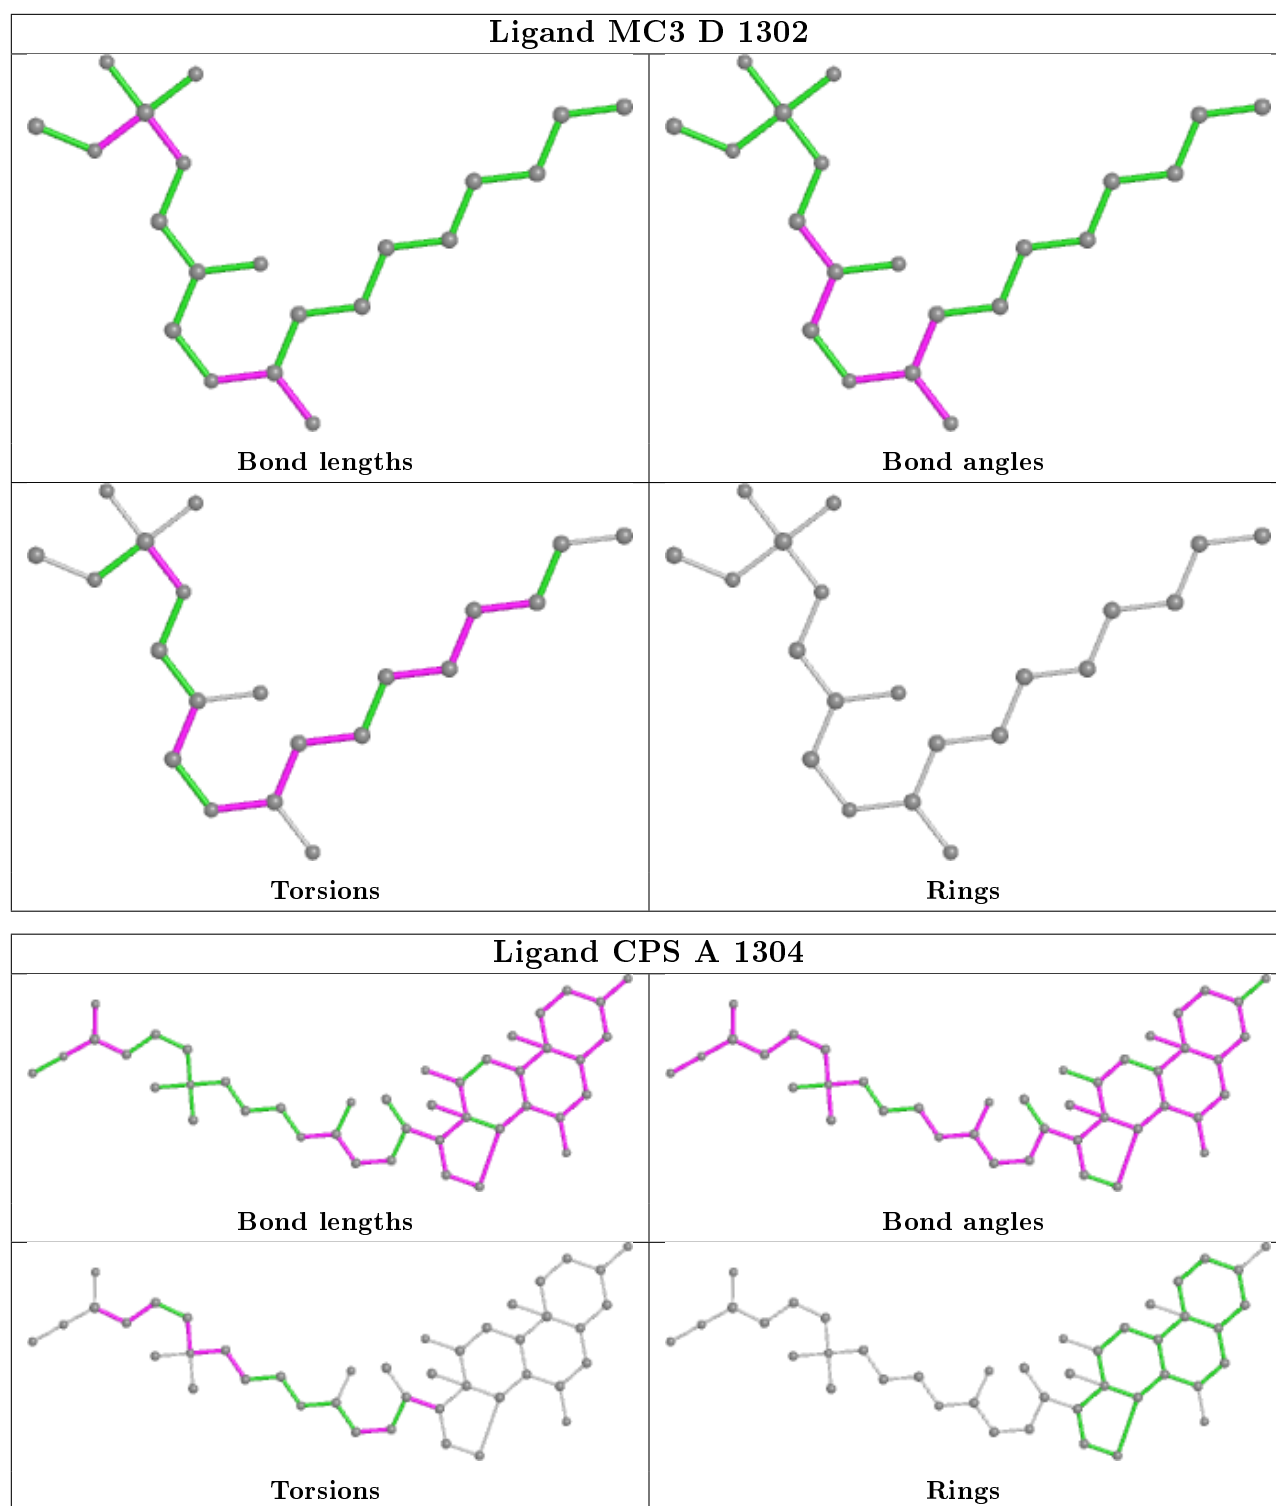 Ligand MC3 D 1302
Bond lengths
Bond angles
Torsions
Rings
Ligand CPS A 1304
Bond lengths
Bond angles
Torsions
Rings